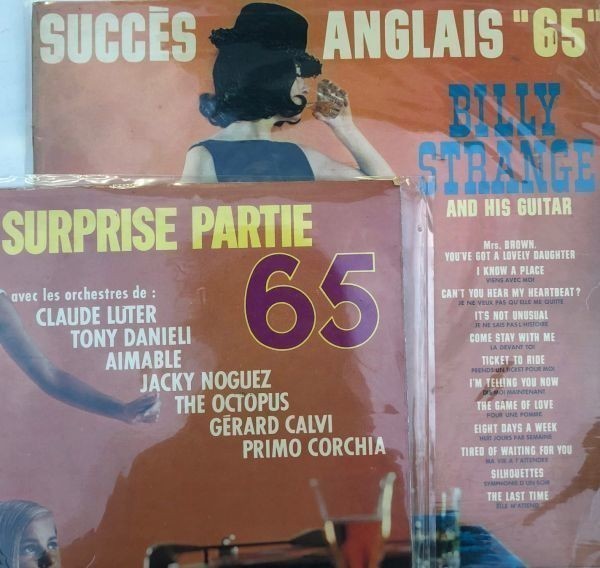 SUCCÈS ANGLAIS "65"
BILLY
STRANGE
AND HIS GUITAR
Mrs. BROWN,
YOU'VE GOT A LOVELY DAUGHTER
I KNOW A PLACE
VIENS AVEC MOI
CAN'T YOU HEAR MY HEARTBEAT?
JE NE VEUX PAS QU'ELLE ME QUITTE
IT'S NOT UNUSUAL
JE NE SAIS PAS L'HISTOIRE
COME STAY WITH ME
LA DEVANT TOI
TICKET TO RIDE
PRENDS UN TICKET POUR MOI
I'M TELLING YOU NOW
DIS MOI MAINTENANT
THE GAME OF LOVE
POUR UNE POMME
EIGHT DAYS A WEEK
HUIT JOURS PAR SEMAINE
TIRED OF WAITING FOR YOU
MA VIE A T'ATTENDRE
SILHOUETTES
SYMPHONIE D'UN SOIR
THE LAST TIME
ELLE M'ATTEND
SURPRISE PARTIE
65
avec les orchestres de :
CLAUDE LUTER
TONY DANIELI
AIMABLE
JACKY NOGUEZ
THE OCTOPUS
GÉRARD CALVI
PRIMO CORCHIA